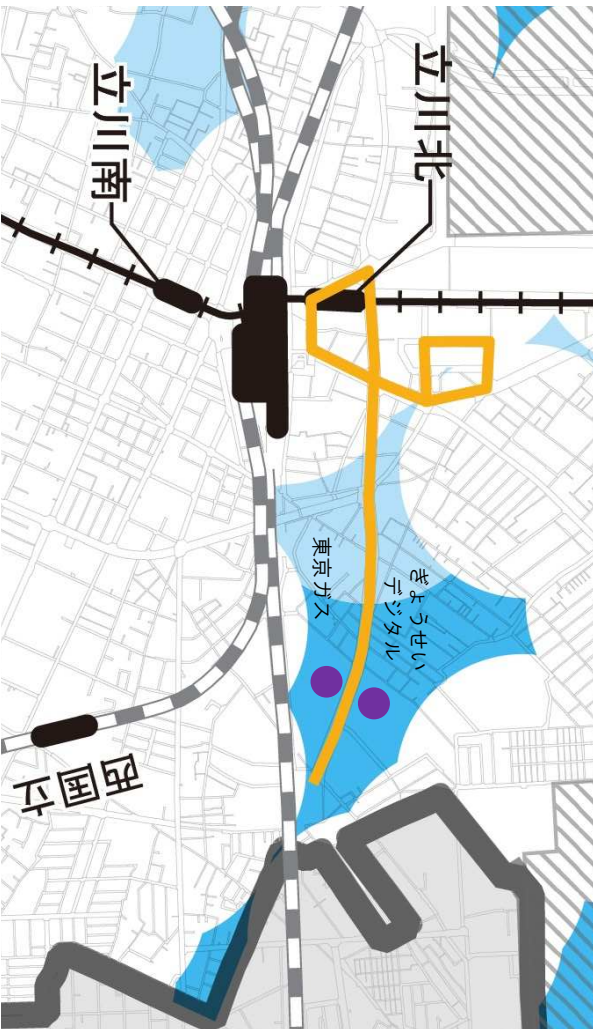 立川北
立川南
東京ガス
ぎょうせい
デジタル
西国立